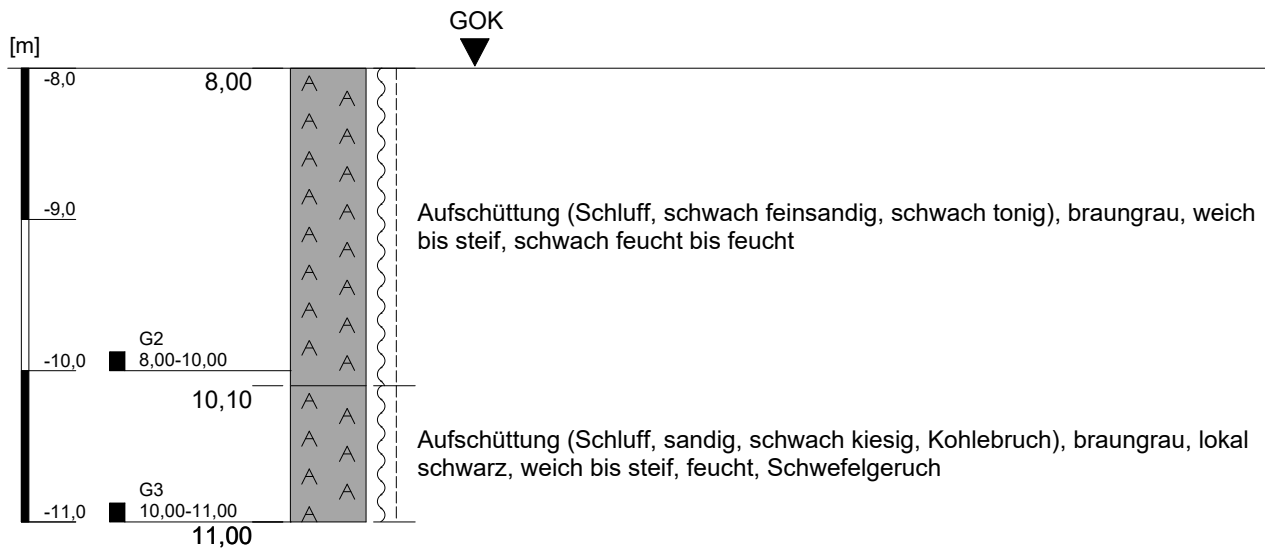 GOK
[m]
-8,0
8,00
-9,0
Aufschüttung (Schluff, schwach feinsandig, schwach tonig), braungrau, weich
bis steif, schwach feucht bis feucht
G2
-10,0
8,00-10,00
10,10
Aufschüttung (Schluff, sandig, schwach kiesig, Kohlebruch), braungrau, lokal
schwarz, weich bis steif, feucht, Schwefelgeruch
G3
-11,0
10,00-11,00
11,00